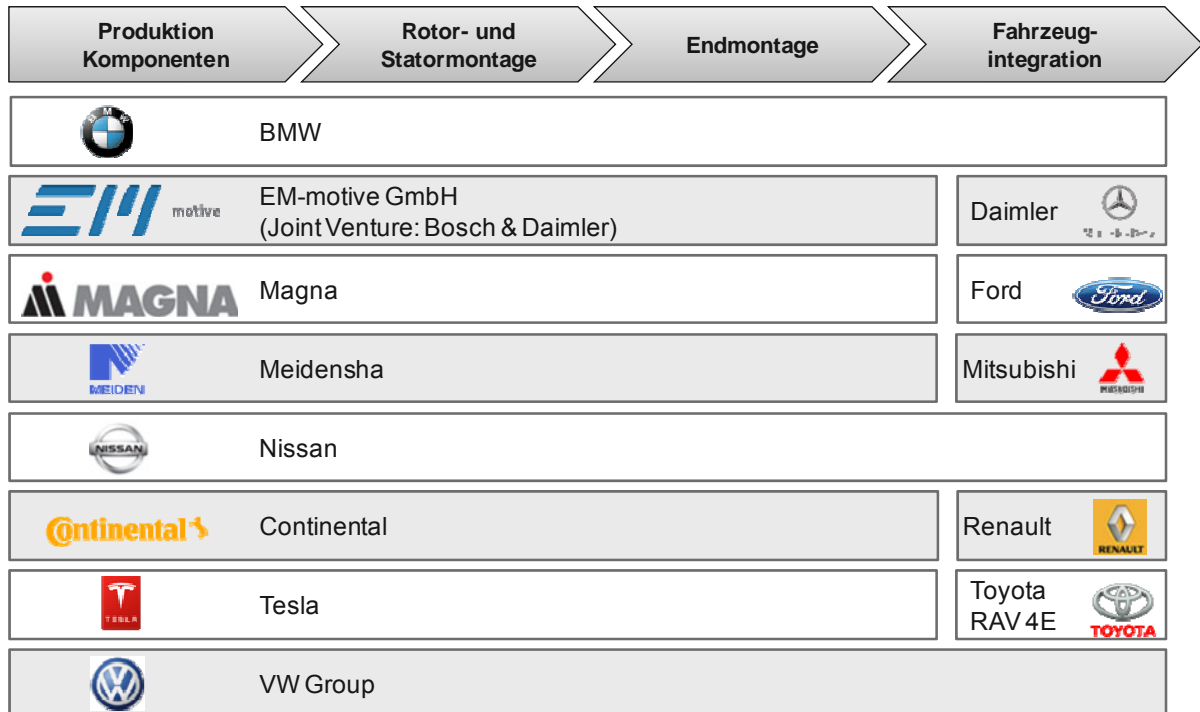 Produktion
Komponenten
Rotor- und
Statormontage
Endmontage
Fahrzeug-
integration
BMW
BMW
EM motive
EM-motive GmbH
(Joint Venture: Bosch & Daimler)
Daimler
MAGNA
Magna
Ford
Ford
MEIDEN
Meidensha
Mitsubishi
MITSUBISHI
NISSAN
Nissan
Continental
Continental
Renault
RENAULT
TESLA
Tesla
Toyota
RAV 4E
TOYOTA
VW Group